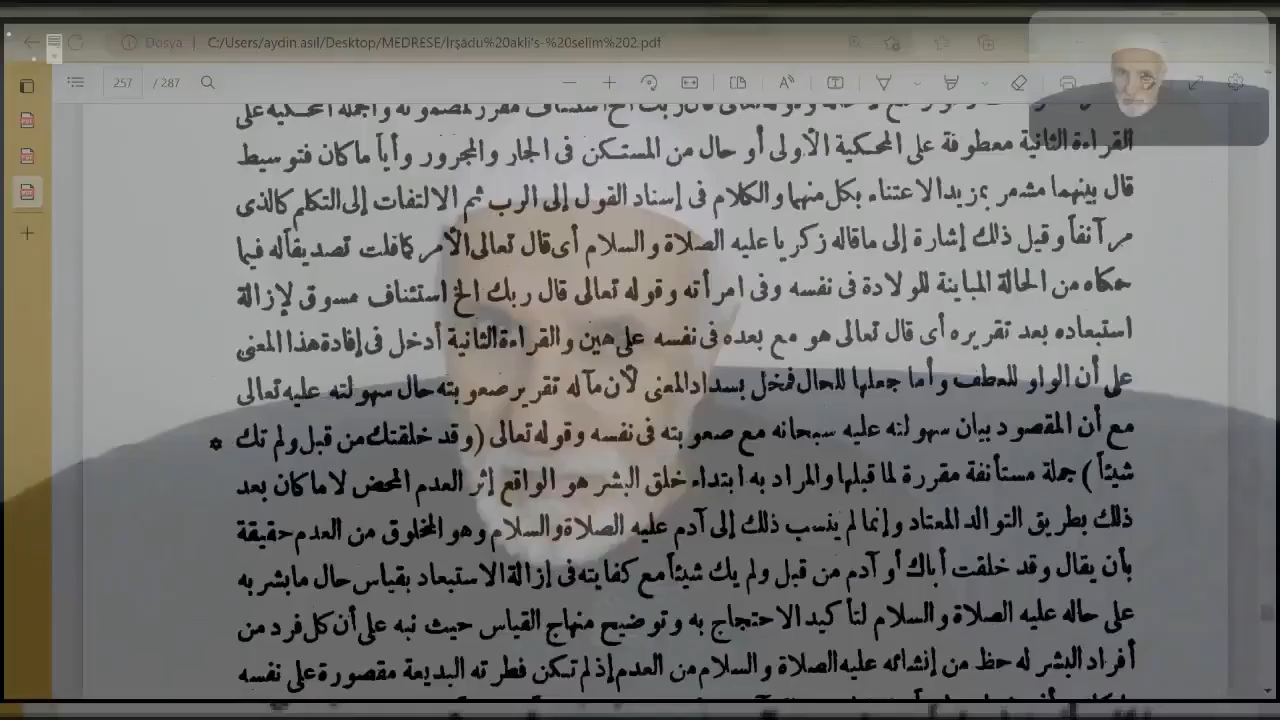 Dosya C:/Users/aydin.asil/Desktop/MEDRESE/İrşâdu%20akli's-%20selim%202.pdf
257 / 287
القراءة الثانية معطوفة على المحكية الأولى أو حال من المستكن فى الجار والمجرور وأياً ما كان فتوسيط
قال بينهما مشعر بمزيد الاعتناء بكل منهما والكلام فى إسناد القول إلى الرب ثم الالتفات إلى التكلم كالذى
مر آنفاً وقيل ذلك إشارة إلى ماقاله زكريا عليه الصلاة والسلام أى قال تعالى الأمر كما قلت تصديقاً له فيما
حكاه من الحالة المباينة للولادة فى نفسه وفى امرأته وقوله تعالى قال ربك الخ استئناف مسوق لإزالة
استبعاده بعد تقريره أى قال تعالى هو مع بعده فى نفسه على هين والقراءة الثانية أدخل فى إفادة هذا المعنى
على أن الواو للعطف وأما جعلها للحال فمخل بسداد المعنى لأن مآله تقرير صعوبته حال سهولته عليه تعالى
مع أن المقصود بيان سهولته عليه سبحانه مع صعوبته فى نفسه وقوله تعالى (وقد خلقتك من قبل ولم تك *
شيئاً) جملة مستأنفة مقررة لما قبلها والمراد به ابتداء خلق البشر هو الواقع إثر العدم المحض لا ما كان بعد
ذلك بطريق التوالد المعتاد وإنما لم ينسب ذلك إلى آدم عليه الصلاة والسلام وهو المخلوق من العدم حقيقة
بأن يقال وقد خلقت أباك أو آدم من قبل ولم يك شيئاً مع كفايته فى إزالة الاستبعاد بقياس حال ما بشر به
على حاله عليه الصلاة والسلام لتأكيد الاحتجاج به وتوضيح منهاج القياس حيث نبه على أن كل فرد من
أفراد البشر له حظ من إنشائه عليه الصلاة والسلام من العدم إذ لم تكن فطرته البديعة مقصورة على نفسه